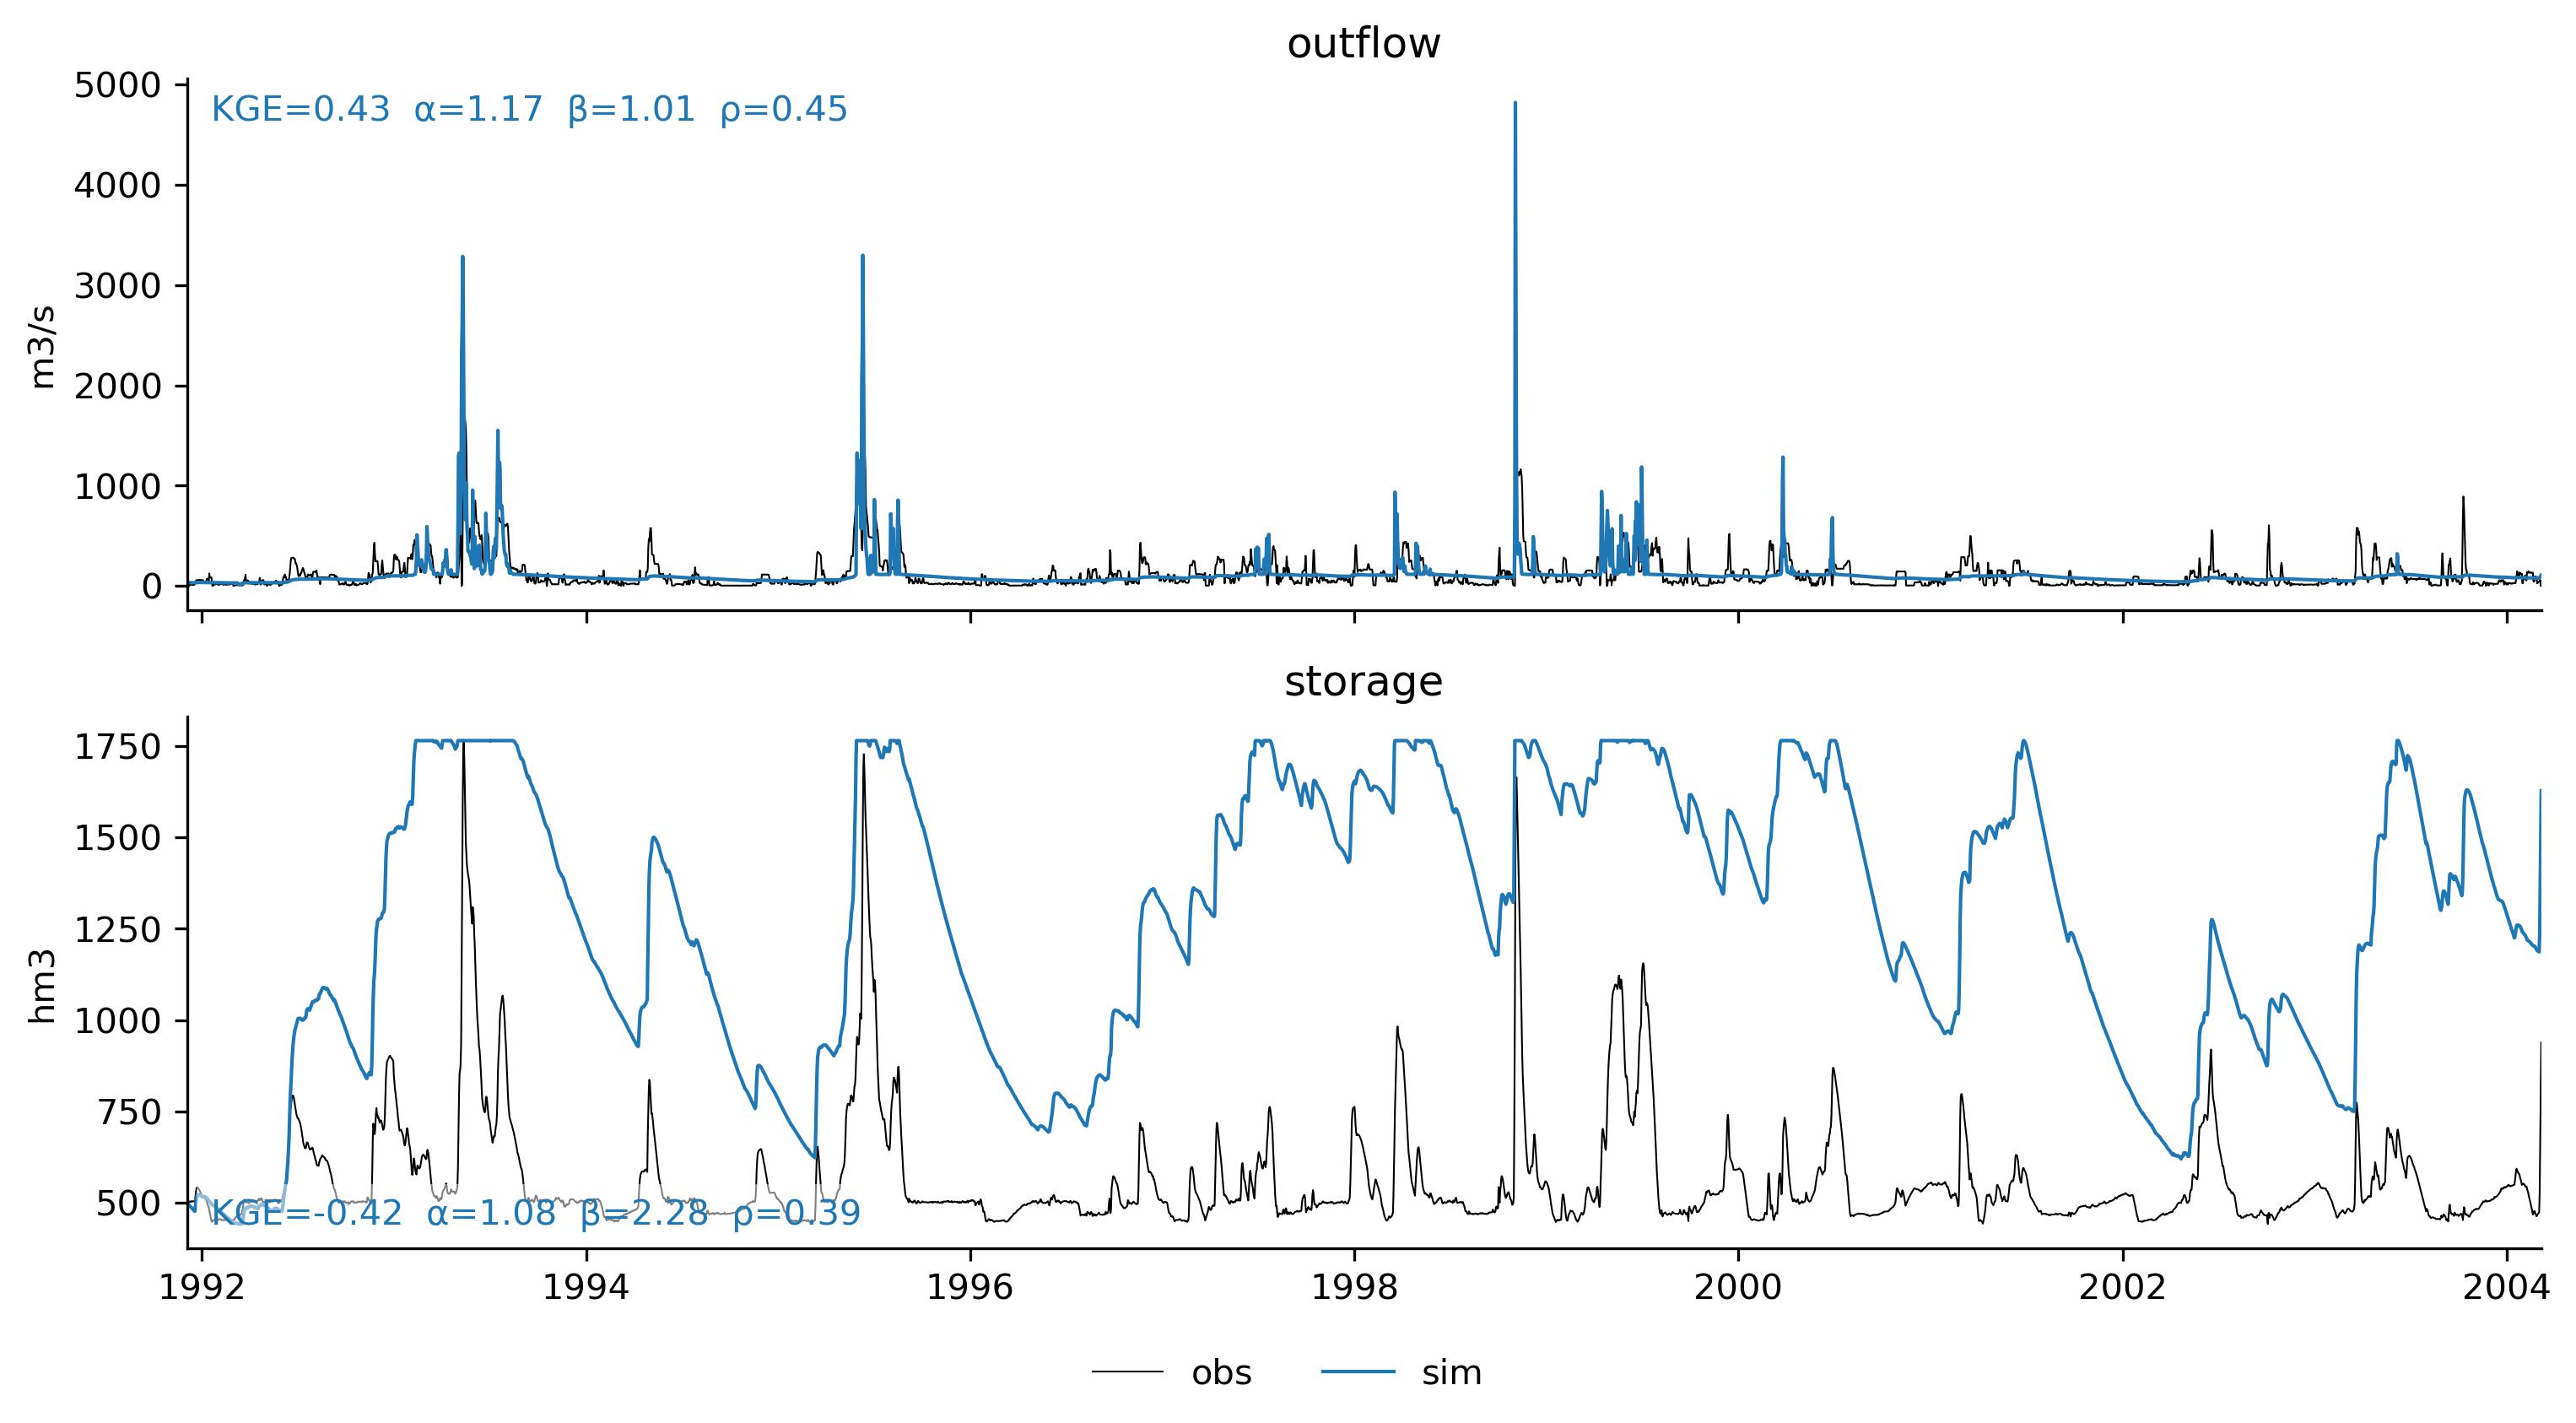 outflow
5000
4000
3000
2000
1000
0
m3/s
KGE=0.43 α=1.17 β=1.01 ρ=0.45
storage
1750
1500
1250
1000
750
500
hm3
KGE=-0.42 α=1.08 β=2.28 ρ=0.39
1992 1994 1996 1998 2000 2002 2004
obs sim